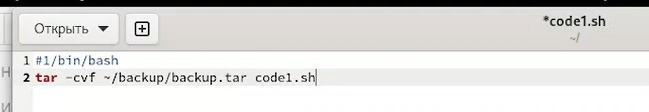 Открыть
*code1.sh
~/
1 #1/bin/bash
2 tar -cvf ~/backup/backup.tar code1.sh